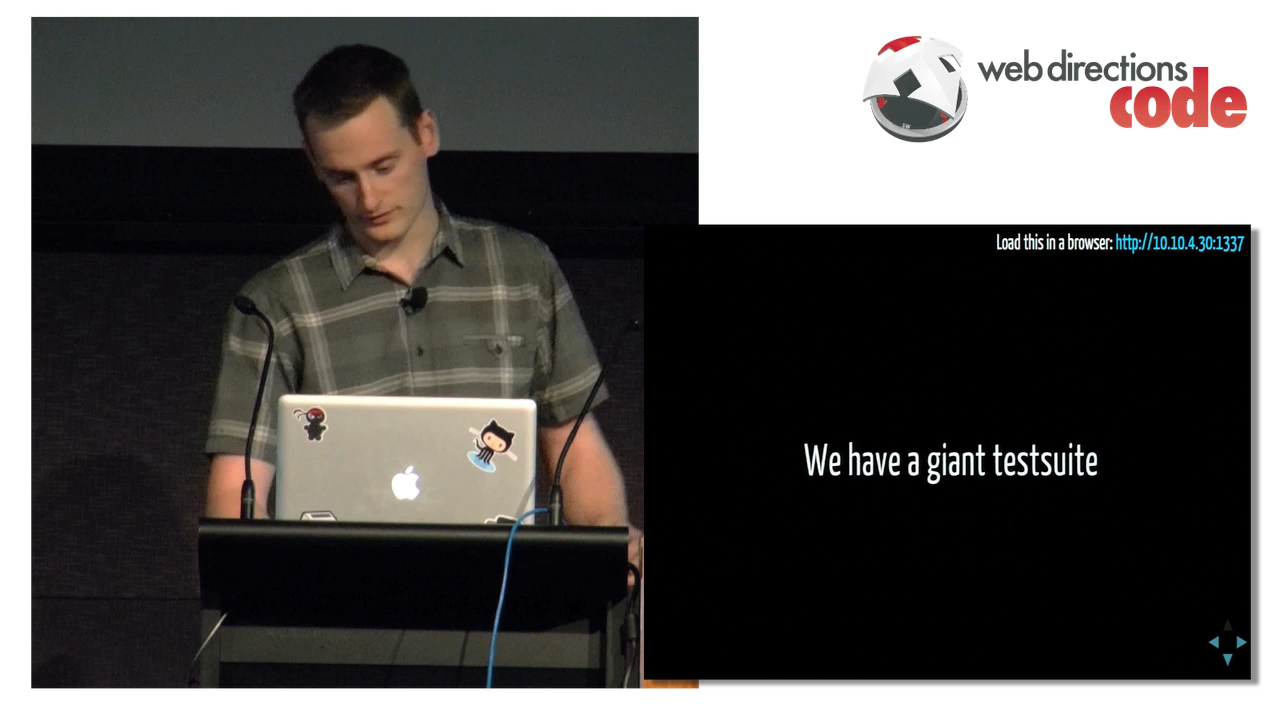 web directions
code
Load this in a browser: http://10.10.4.30:1337
We have a giant testsuite